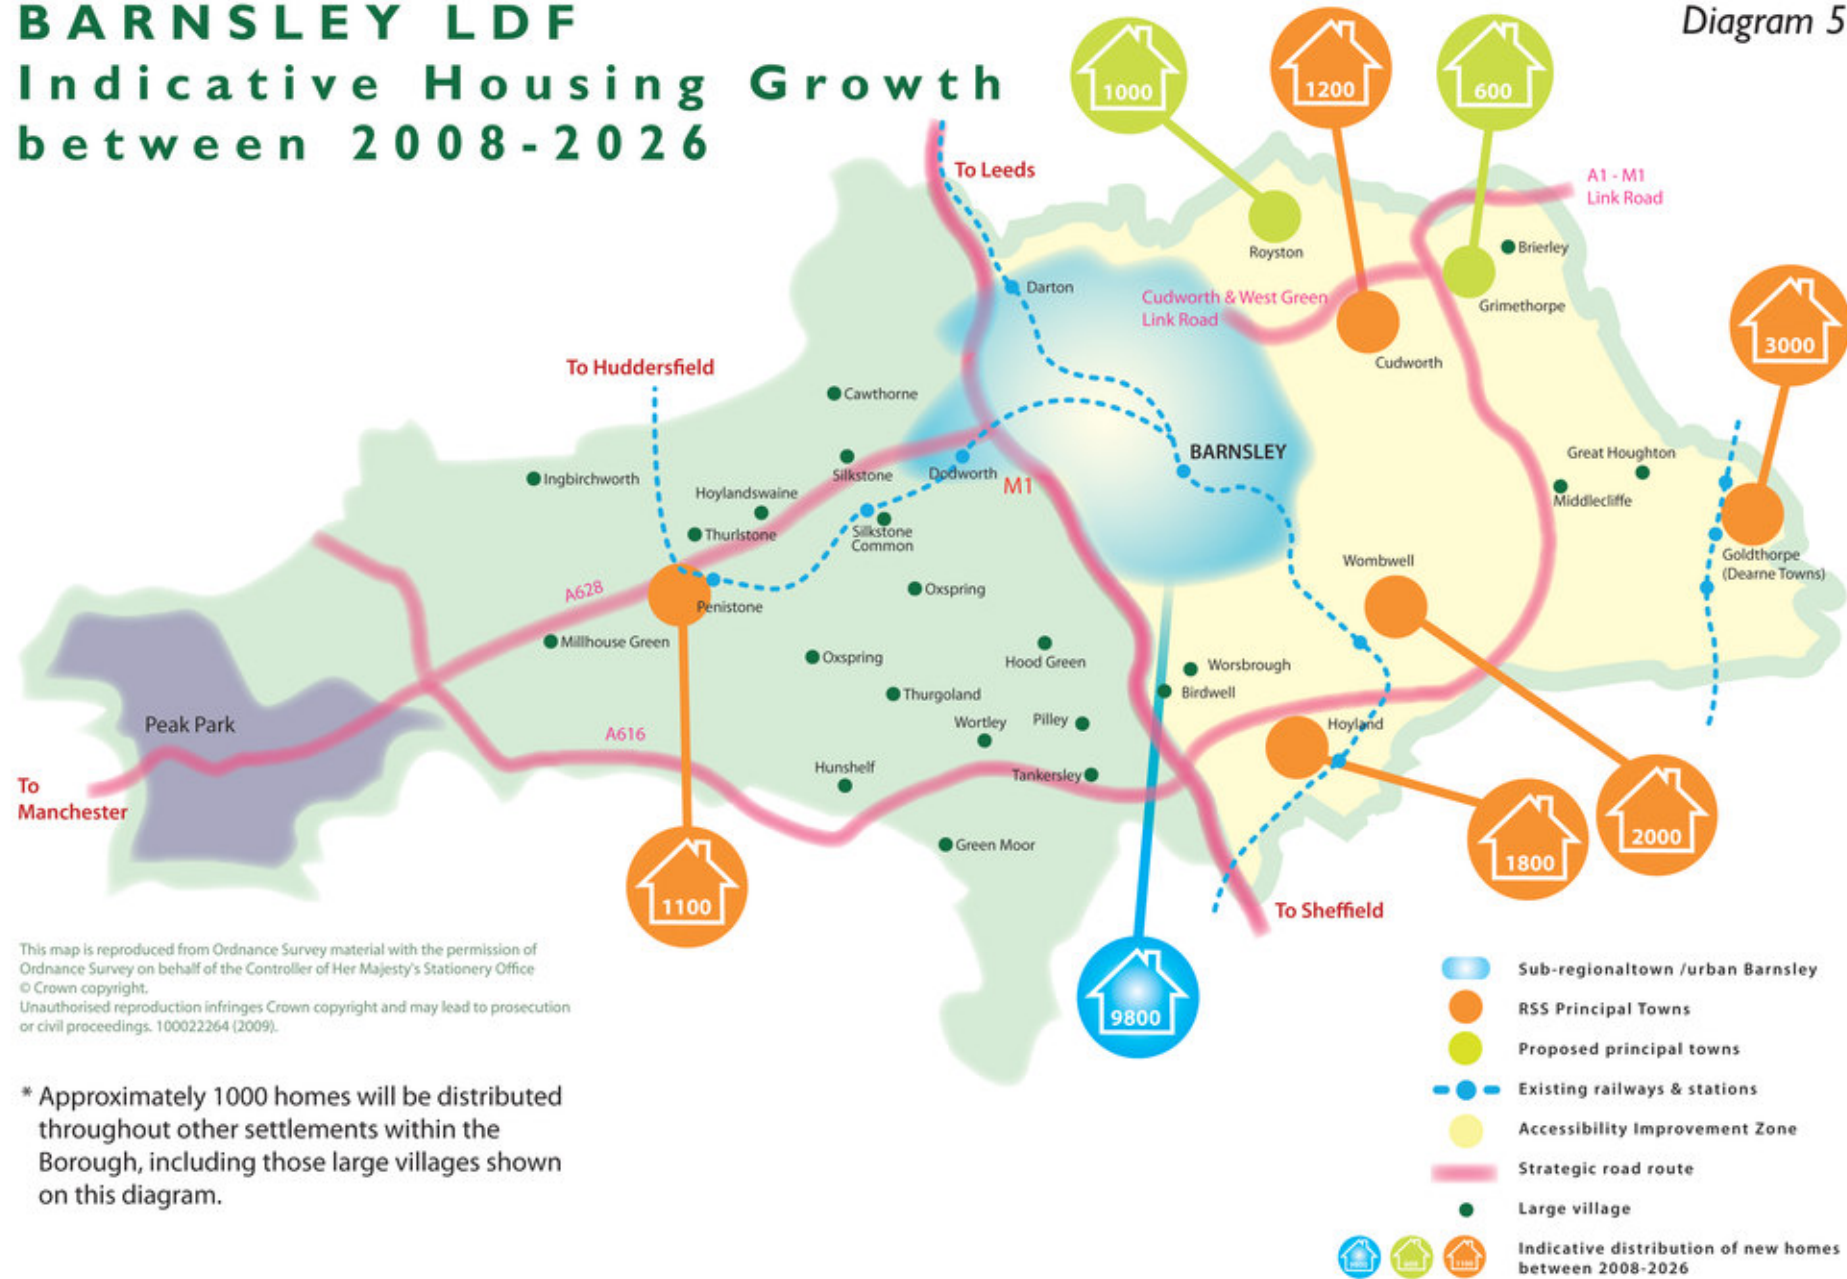 BARNSLEY LDF
Indicative Housing Growth
between 2008-2026
Diagram 5
1000
1200
600
To Leeds
A1 - M1
Link Road
Royston
Brierley
Darton
Cudworth & West Green
Link Road
Grimethorpe
3000
Cudworth
To Huddersfield
Cawthorne
BARNSLEY
Great Houghton
Ingbirchworth
Silkstone
Dodworth
M1
Hoylandswaine
Middlecliffe
Thurlstone
Silkstone
Common
Goldthorpe
(Dearne Towns)
Wombwell
A628
Oxspring
Penistone
Millhouse Green
Oxspring
Hood Green
Worsbrough
Birdwell
Thurgoland
Peak Park
Wortley
Pilley
Hoyland
A616
Hunshelf
Tankersley
To
Manchester
2000
Green Moor
1800
1100
To Sheffield
9800
This map is reproduced from Ordnance Survey material with the permission of
Ordnance Survey on behalf of the Controller of Her Majesty's Stationery Office
© Crown copyright.
Unauthorised reproduction infringes Crown copyright and may lead to prosecution
or civil proceedings. 100022264 (2009).
* Approximately 1000 homes will be distributed
throughout other settlements within the
Borough, including those large villages shown
on this diagram.
Sub-regionaltown /urban Barnsley
RSS Principal Towns
Proposed principal towns
Existing railways & stations
Accessibility Improvement Zone
Strategic road route
Large village
Indicative distribution of new homes
between 2008-2026